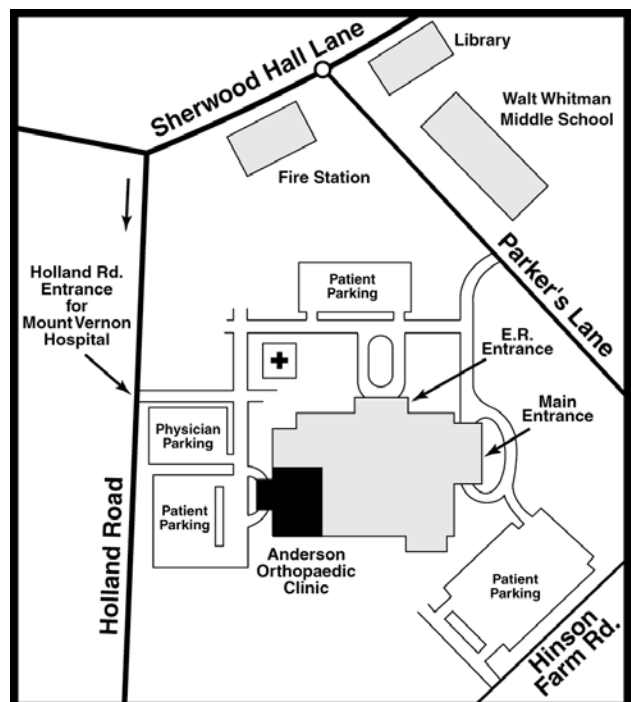 Sherwood Hall Lane
Library
Walt Whitman
Middle School
Fire Station
Parker's Lane
Holland Rd.
Entrance
for
Mount Vernon
Hospital
Patient
Parking
E.R.
Entrance
Main
Entrance
Physician
Parking
Patient
Parking
Holland Road
Anderson
Orthopaedic
Clinic
Patient
Parking
Hinson
Farm Rd.